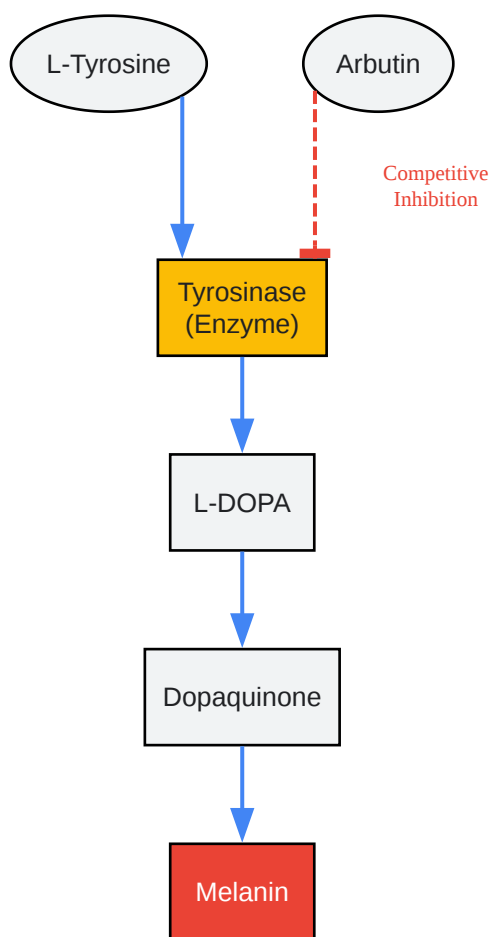 L-Tyrosine
Arbutin
Competitive
Inhibition
Tyrosinase
(Enzyme)
L-DOPA
Dopaquinone
Melanin